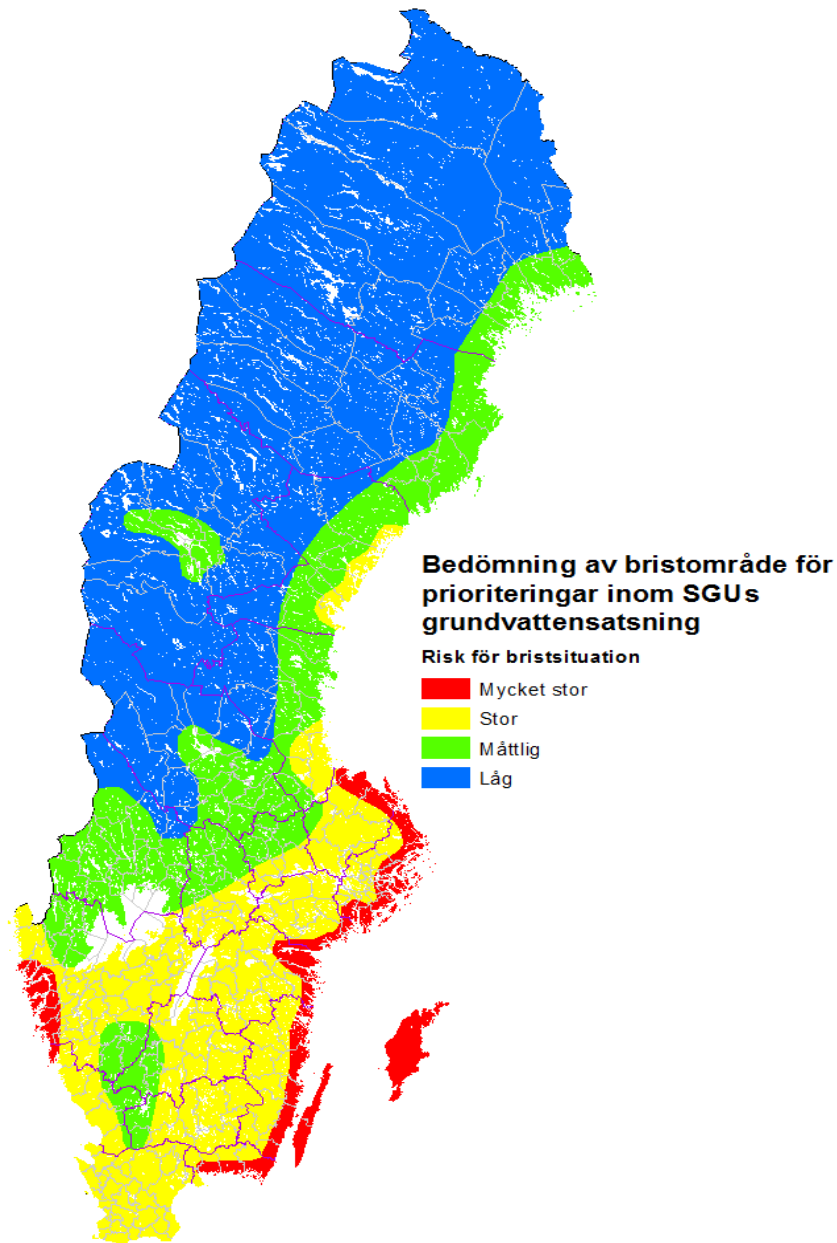 Bedömning av bristområde för
prioriteringar inom SGUs
grundvattensatsning
Risk för bristsituation
Mycket stor
Stor
Måttlig
Låg